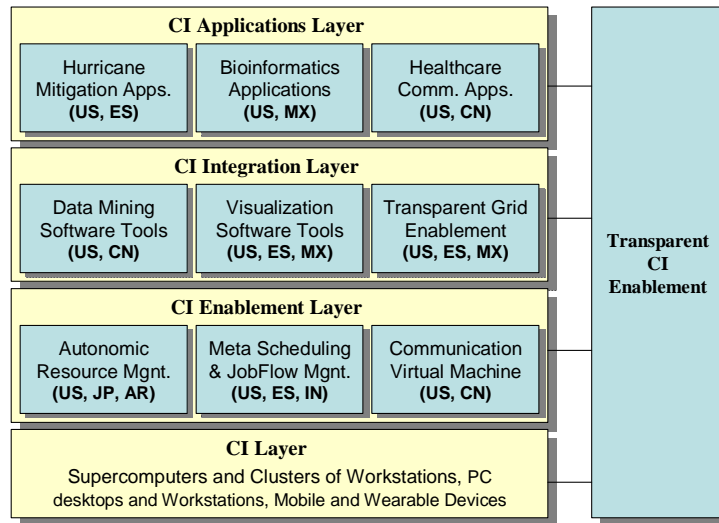 CI Applications Layer
Hurricane
Mitigation Apps.
(US, ES)
Bioinformatics
Applications
(US, MX)
Healthcare
Comm. Apps.
(US, CN)
CI Integration Layer
Data Mining
Software Tools
(US, CN)
Visualization
Software Tools
(US, ES, MX)
Transparent Grid
Enablement
(US, ES, MX)
CI Enablement Layer
Autonomic
Resource Mgnt.
(US, JP, AR)
Meta Scheduling
& JobFlow Mgnt.
(US, ES, IN)
Communication
Virtual Machine
(US, CN)
CI Layer
Supercomputers and Clusters of Workstations, PC
desktops and Workstations, Mobile and Wearable Devices
Transparent
CI
Enablement